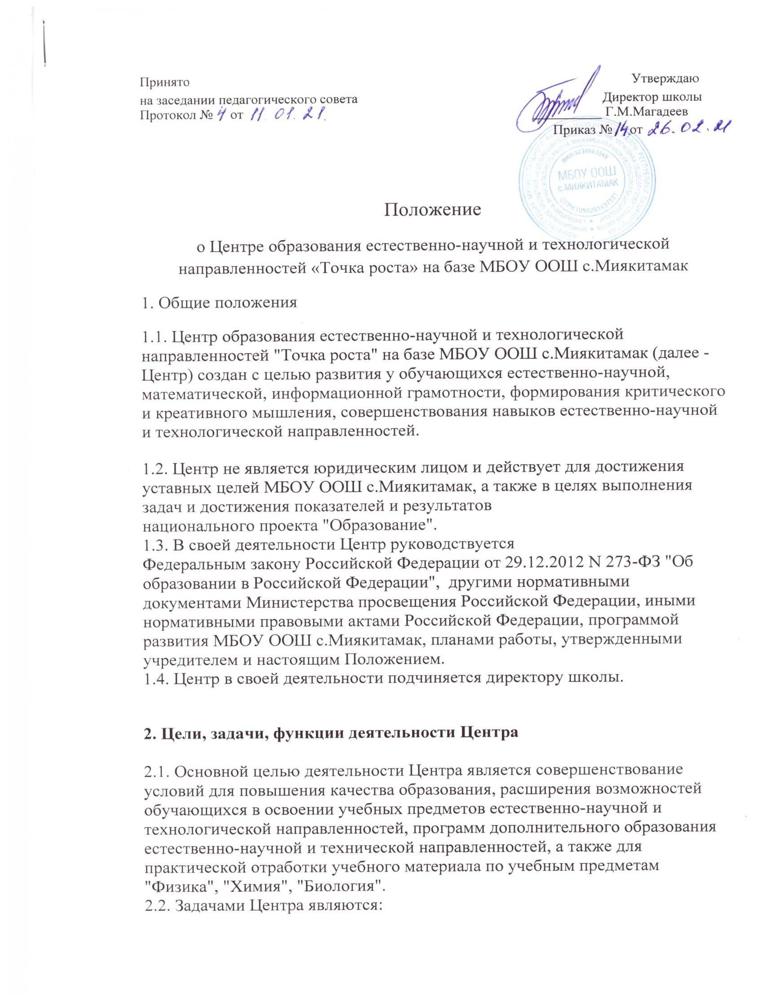 Принято
на заседании педагогического совета
Протокол № 4 от 11.01.21.
Утверждаю
Директор школы
Г.М.Магадеев
Приказ №14 от 26.02.21
ИНН 0238003946
МБОУ ООШ
с.МИЯКИТАМАК
ОГРН 1050201437521
Положение
о Центре образования естественно-научной и технологической
направленностей «Точка роста» на базе МБОУ ООШ с.Миякитамак
1. Общие положения
1.1. Центр образования естественно-научной и технологической
направленностей "Точка роста" на базе МБОУ ООШ с.Миякитамак (далее -
Центр) создан с целью развития у обучающихся естественно-научной,
математической, информационной грамотности, формирования критического
и креативного мышления, совершенствования навыков естественно-научной
и технологической направленностей.
1.2. Центр не является юридическим лицом и действует для достижения
уставных целей МБОУ ООШ с.Миякитамак, а также в целях выполнения
задач и достижения показателей и результатов
национального проекта "Образование".
1.3. В своей деятельности Центр руководствуется
Федеральным закону Российской Федерации от 29.12.2012 N 273-ФЗ "Об
образовании в Российской Федерации", другими нормативными
документами Министерства просвещения Российской Федерации, иными
нормативными правовыми актами Российской Федерации, программой
развития МБОУ ООШ с.Миякитамак, планами работы, утвержденными
учредителем и настоящим Положением.
1.4. Центр в своей деятельности подчиняется директору школы.
2. Цели, задачи, функции деятельности Центра
2.1. Основной целью деятельности Центра является совершенствование
условий для повышения качества образования, расширения возможностей
обучающихся в освоении учебных предметов естественно-научной и
технологической направленностей, программ дополнительного образования
естественно-научной и технической направленностей, а также для
практической отработки учебного материала по учебным предметам
"Физика", "Химия", "Биология".
2.2. Задачами Центра являются: